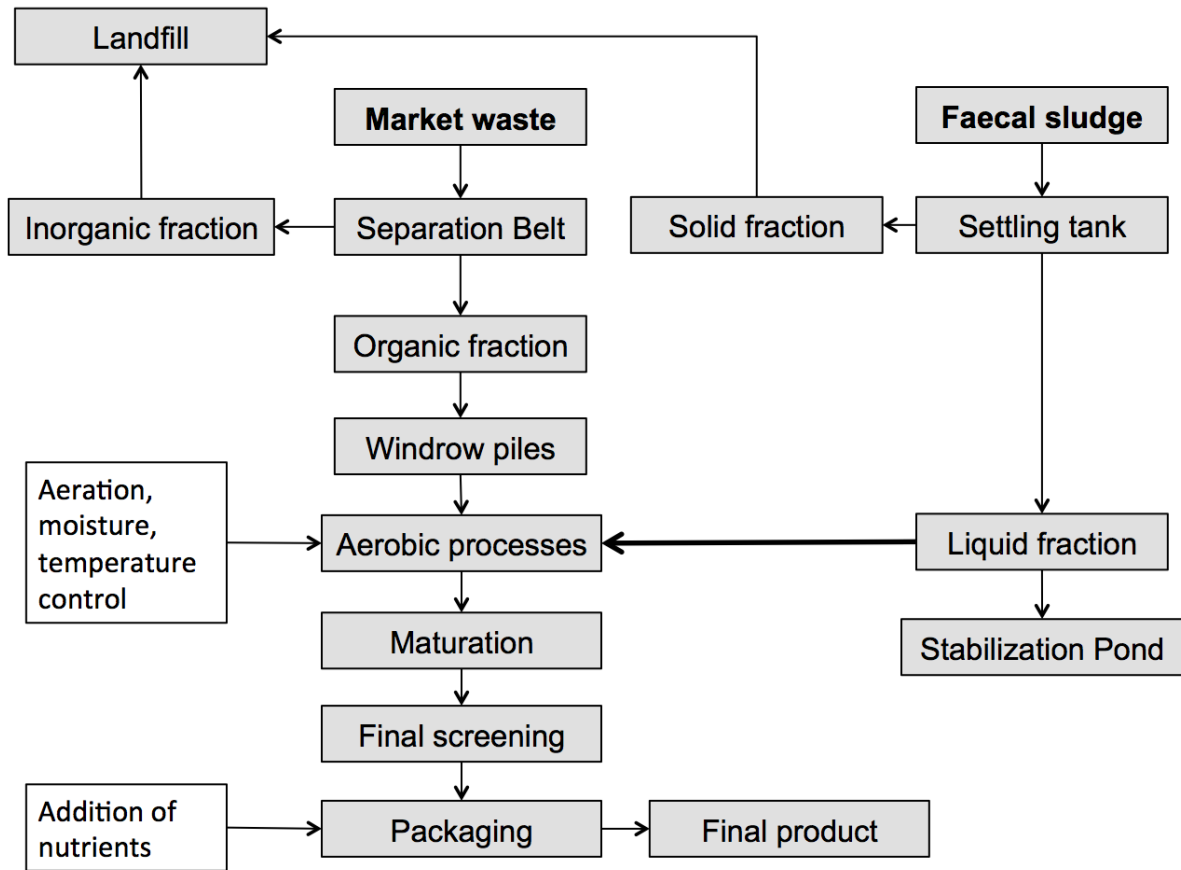 Landfill
Market waste
Faecal sludge
Inorganic fraction
Separation Belt
Solid fraction
Settling tank
Organic fraction
Windrow piles
Aeration,
moisture,
temperature
control
Aerobic processes
Liquid fraction
Maturation
Stabilization Pond
Final screening
Addition of
nutrients
Packaging
Final product